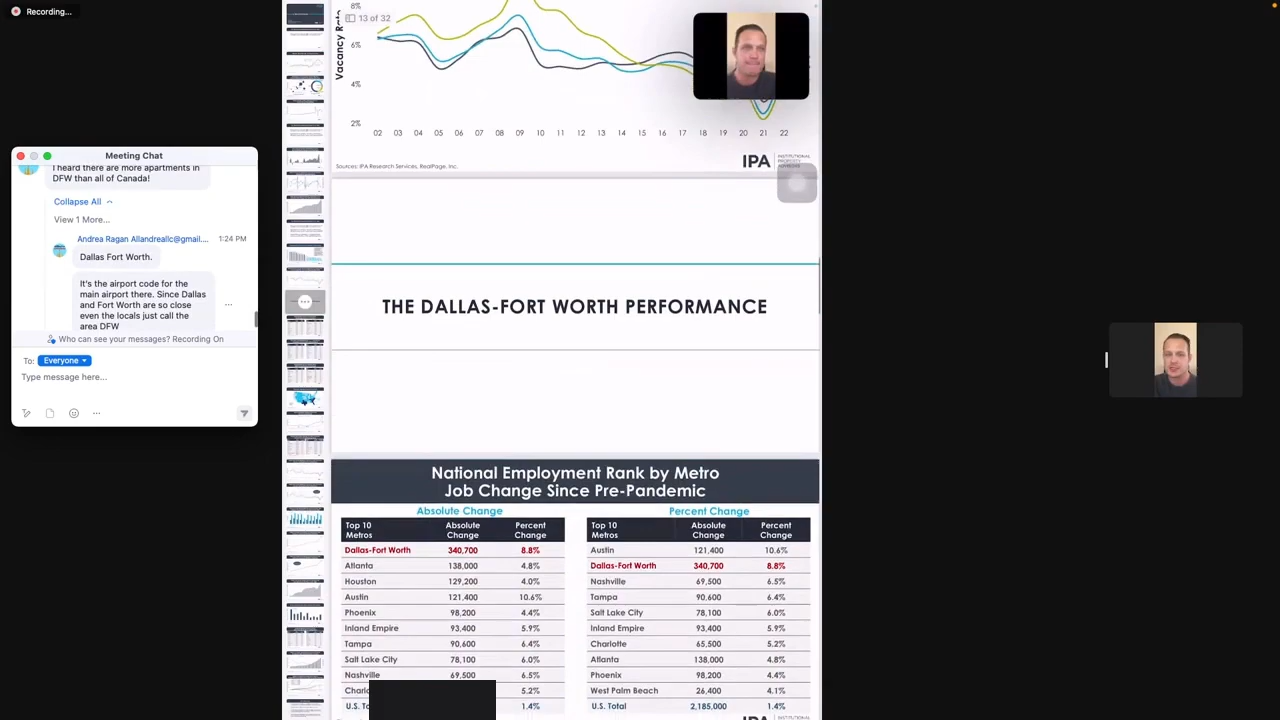 Recording...
Meeting Chat
I heard there are more apartments in
DFW than all of Canada!
Collapse All
View 1 More...
Andrea Ragan Allandreallc@gmail....
1:24 PM
Dallas Fort Worth.
It's the airport code for the
main airport there. Since Dallas
and Fort Worth are so close
even the locals just call the
area DFW
Who can see your messages? Recording On
To: Everyone
Type message here...
13 of 32
Vacancy Rate
8%
6%
4%
2%
02 03 04 05 06 07 08 09 10 11 12 13 14 15 16 17 18 19 20 21 22
Sources: IPA Research Services, RealPage, Inc.
IPA INSTITUTIONAL
PROPERTY
THE DALLAS-FORT WORTH PERFORMANCE
National Employment Rank by Metro
Job Change Since Pre-Pandemic
Absolute Change
Top 10 Metros Absolute Change Percent Change
Dallas-Fort Worth 340,700 8.8%
Atlanta 138,000 4.8%
Houston 129,200 4.0%
Austin 121,400 10.6%
Phoenix 98,200 4.4%
Inland Empire 93,400 5.9%
Tampa 90,600 6.4%
Salt Lake City 78,100 6.0%
Nashville 69,500 6.5%
5.2%
U.S. 1.4%
Percent Change
Top 10 Metros Absolute Change Percent Change
Austin 121,400 10.6%
Dallas-Fort Worth 340,700 8.8%
Nashville 69,500 6.5%
Tampa 90,600 6.4%
Salt Lake City 78,100 6.0%
Inland Empire 93,400 5.9%
Charlotte 65,500 5.2%
Atlanta 138,000 4.8%
Phoenix 98,200 4.4%
West Palm Beach 26,400 4.1%
U.S. Total 2,185,000 1.4%
IPA INSTITUTIONAL